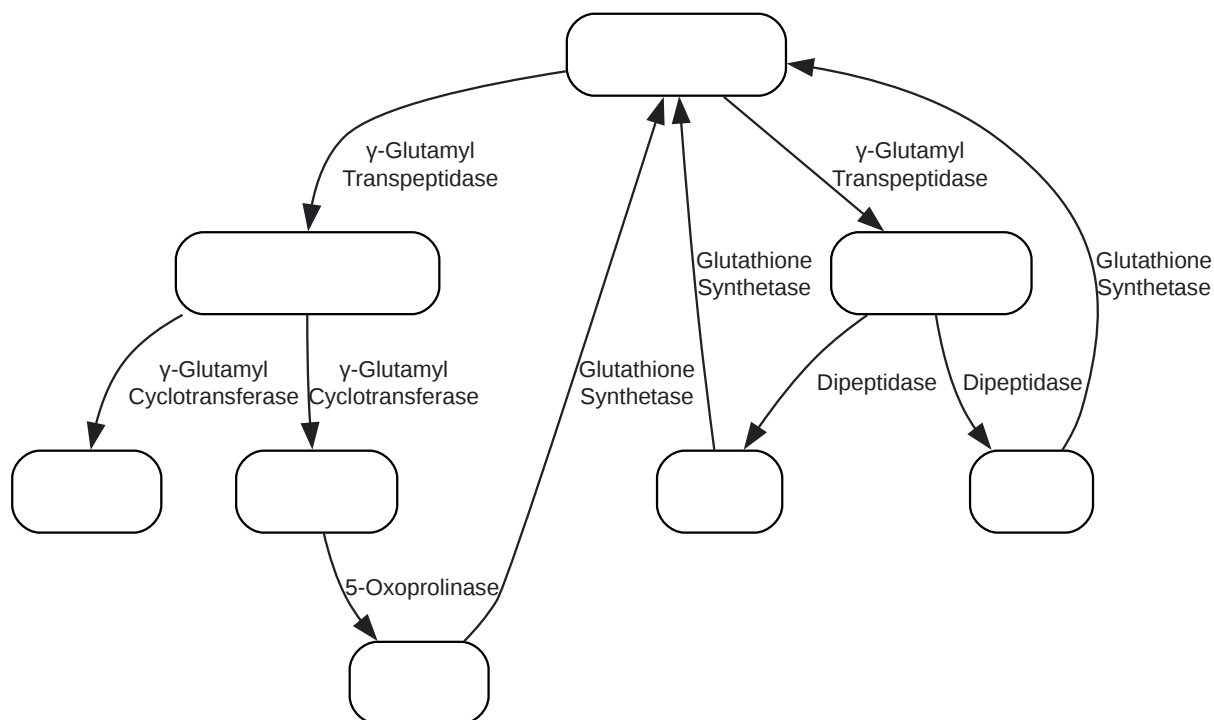 γ-Glutamyl
Transpeptidase
γ-Glutamyl
Transpeptidase
Glutathione
Synthetase
Glutathione
Synthetase
γ-Glutamyl
Cyclotransferase
γ-Glutamyl
Cyclotransferase
Glutathione
Synthetase
Dipeptidase
Dipeptidase
5-Oxoprolinase